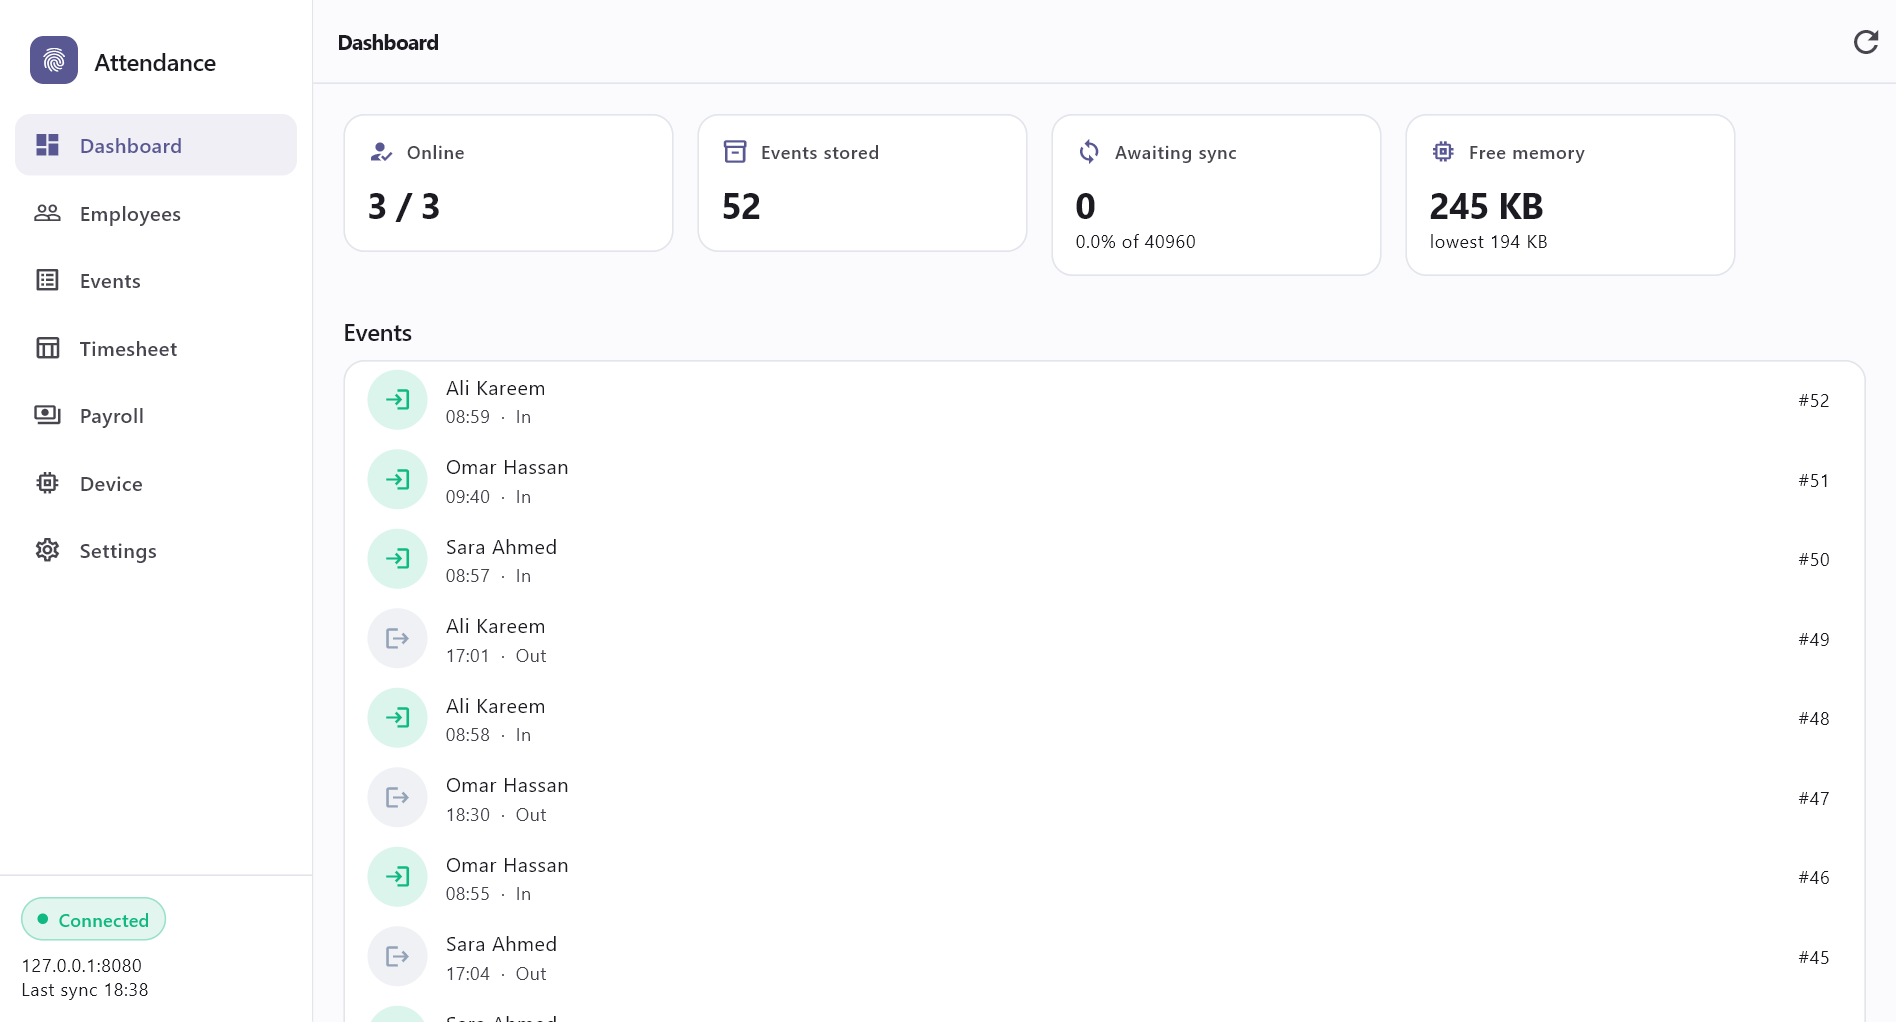 Attendance
Dashboard
Employees
Events
Timesheet
Payroll
Device
Settings
Connected
127.0.0.1:8080
Last sync 18:38
Dashboard
Online
3 / 3
Events stored
52
Awaiting sync
0
0.0% of 40960
Free memory
245 KB
lowest 194 KB
Events
Ali Kareem
08:59 · In
#52
Omar Hassan
09:40 · In
#51
Sara Ahmed
08:57 · In
#50
Ali Kareem
17:01 · Out
#49
Ali Kareem
08:58 · In
#48
Omar Hassan
18:30 · Out
#47
Omar Hassan
08:55 · In
#46
Sara Ahmed
17:04 · Out
#45
Sara Ahmed